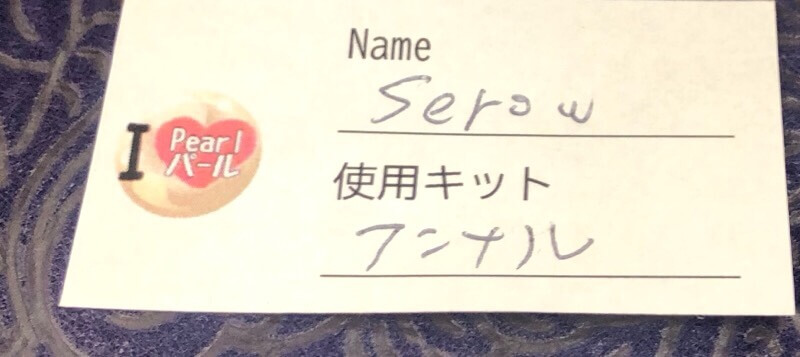 I Pearl
パール
Name
Serow
使用キット
アンナル